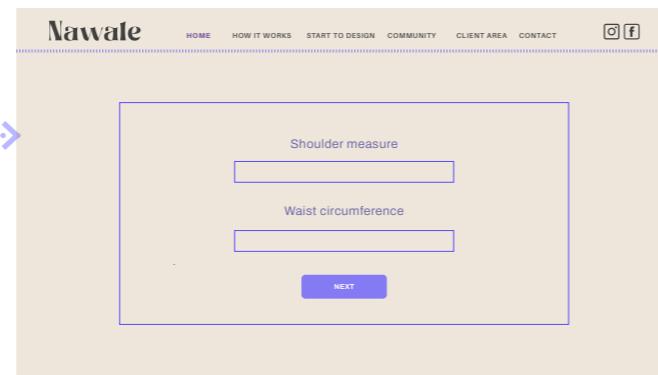 Nawale
HOME HOW IT WORKS START TO DESIGN COMMUNITY CLIENT AREA CONTACT
Shoulder measure
Waist circumference
NEXT